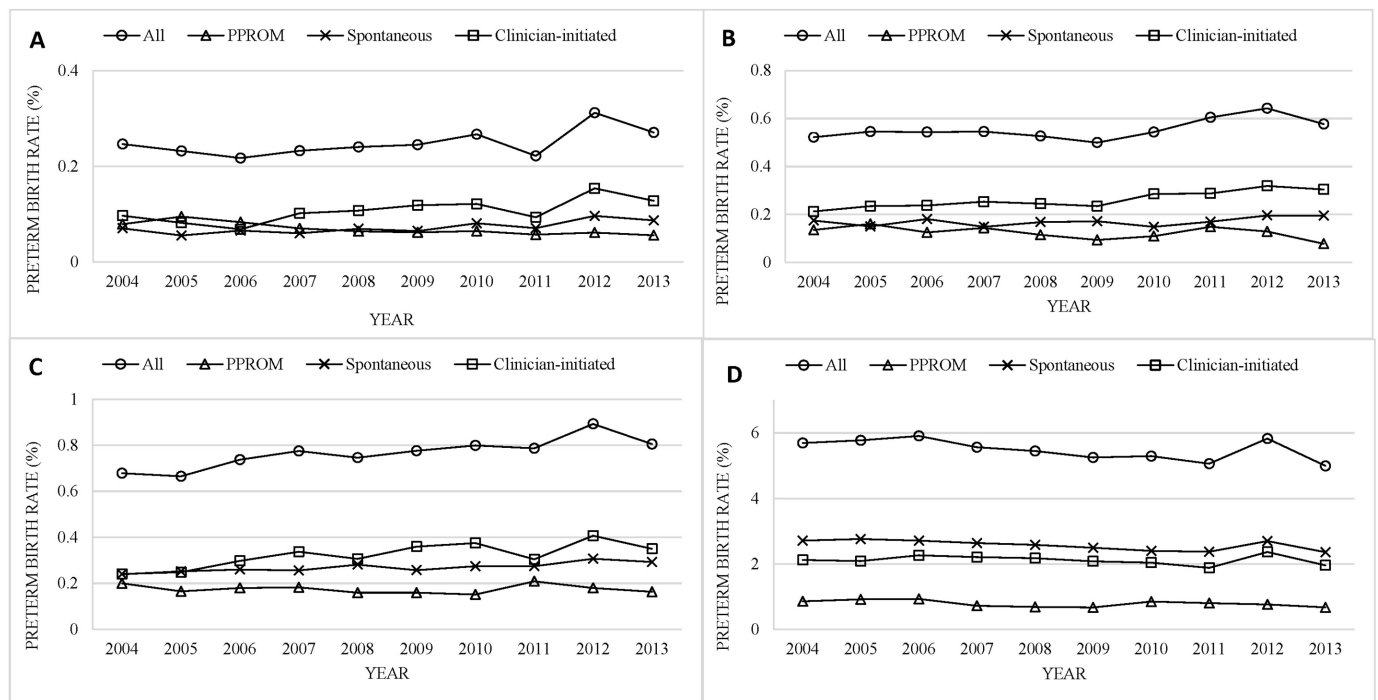 A
All PPROM Spontaneous Clinician-initiated
0.4
0.2
0
PRETERM BIRTH RATE (%)
2004 2005 2006 2007 2008 2009 2010 2011 2012 2013
YEAR
B
All PPROM Spontaneous Clinician-initiated
0.8
0.6
0.4
0.2
0
PRETERM BIRTH RATE (%)
2004 2005 2006 2007 2008 2009 2010 2011 2012 2013
YEAR
C
All PPROM Spontaneous Clinician-initiated
1
0.8
0.6
0.4
0.2
0
PRETERM BIRTH RATE (%)
2004 2005 2006 2007 2008 2009 2010 2011 2012 2013
YEAR
D
All PPROM Spontaneous Clinician-initiated
6
4
2
0
PRETERM BIRTH RATE (%)
2004 2005 2006 2007 2008 2009 2010 2011 2012 2013
YEAR